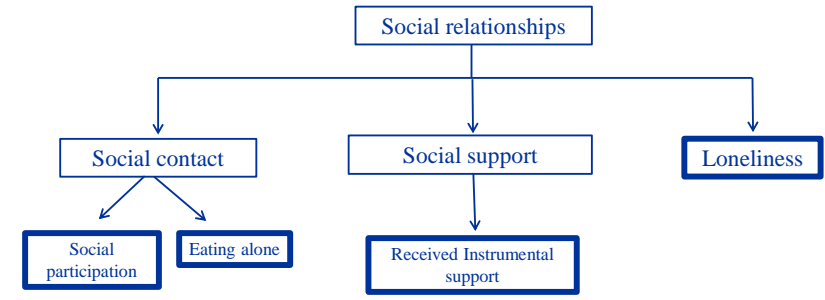 Social relationships
Social contact
Social support
Loneliness
Social
participation
Eating alone
Received Instrumental
support